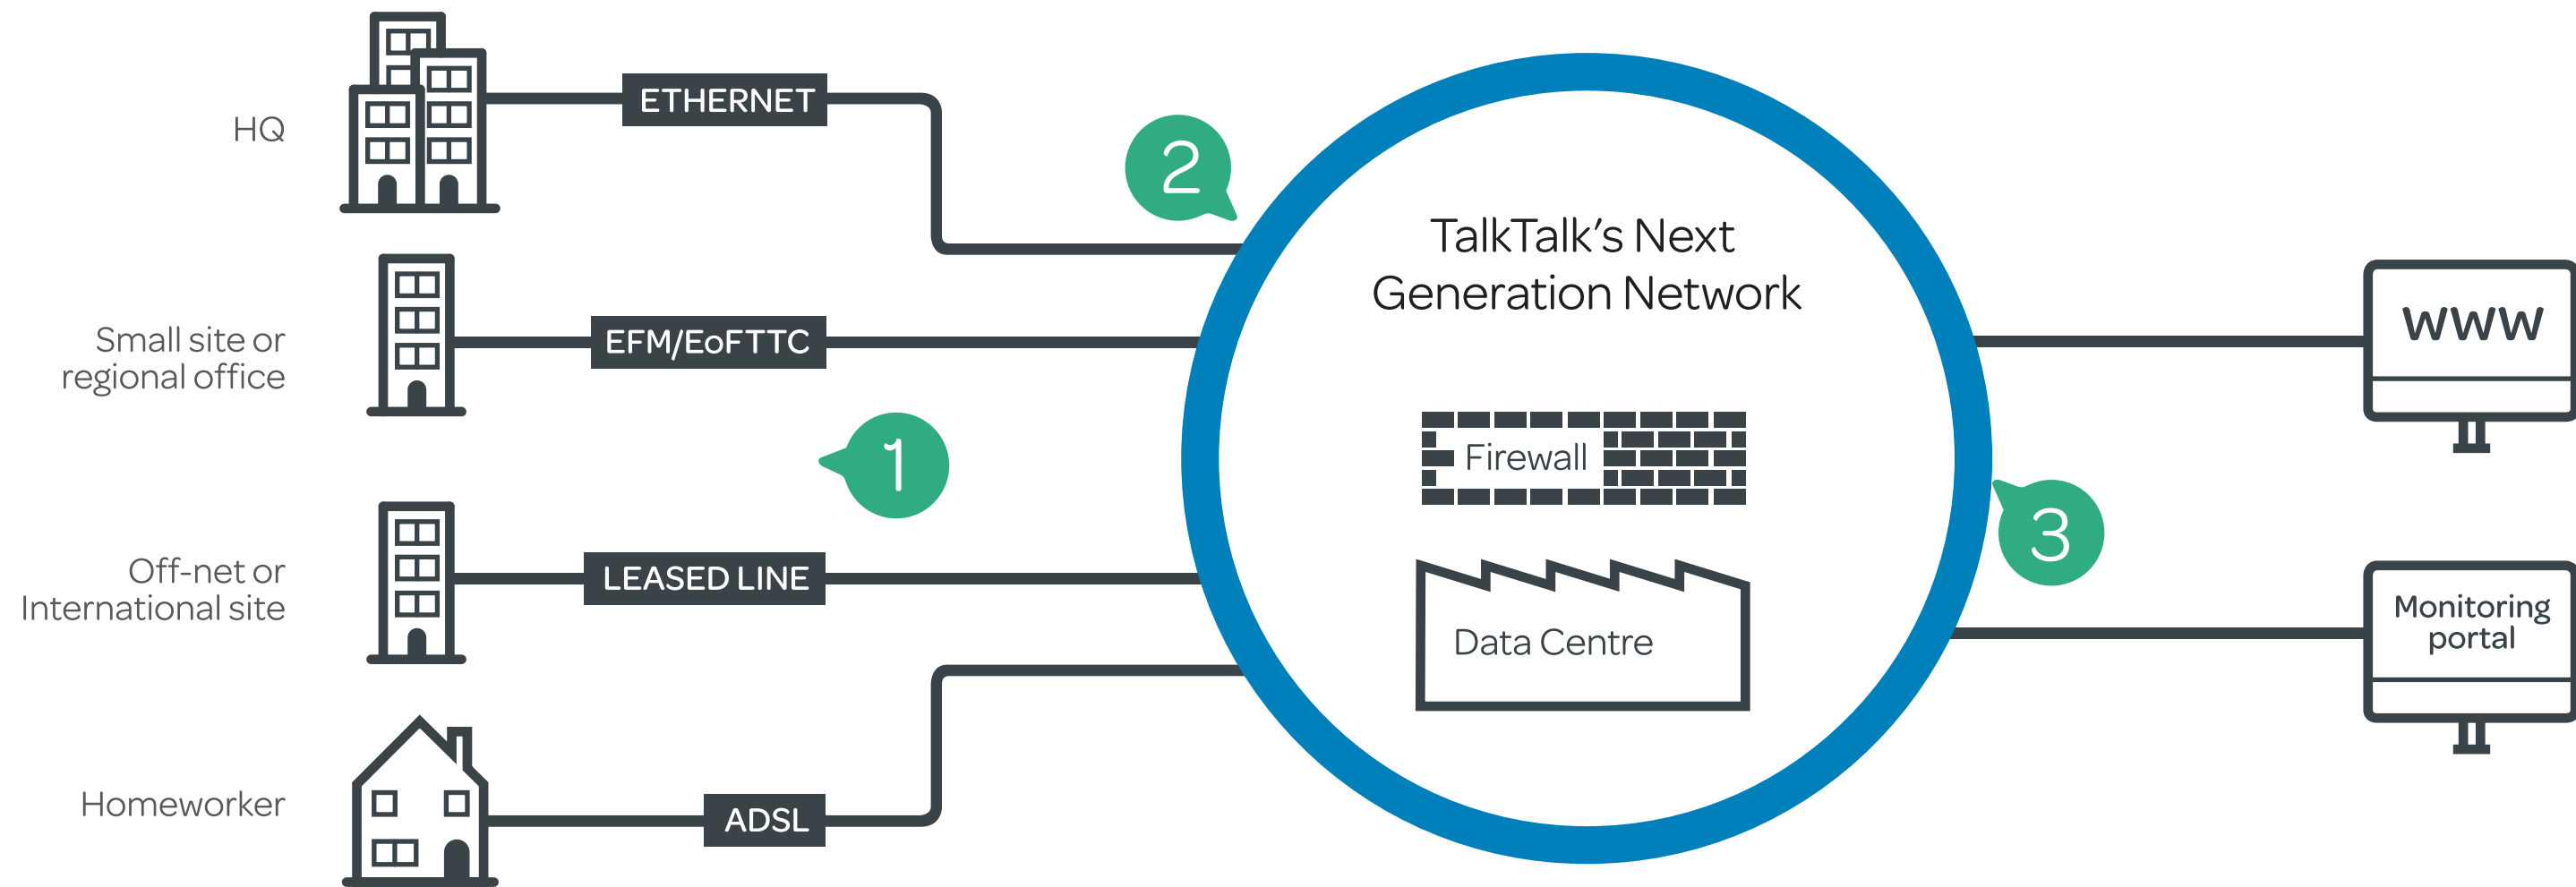 HQ
ETHERNET
Small site or
regional office
EFM/EoFTTC
Off-net or
International site
LEASED LINE
Homeworker
ADSL
1
2
TalkTalk’s Next
Generation Network
Firewall
Data Centre
3
WWW
Monitoring
portal